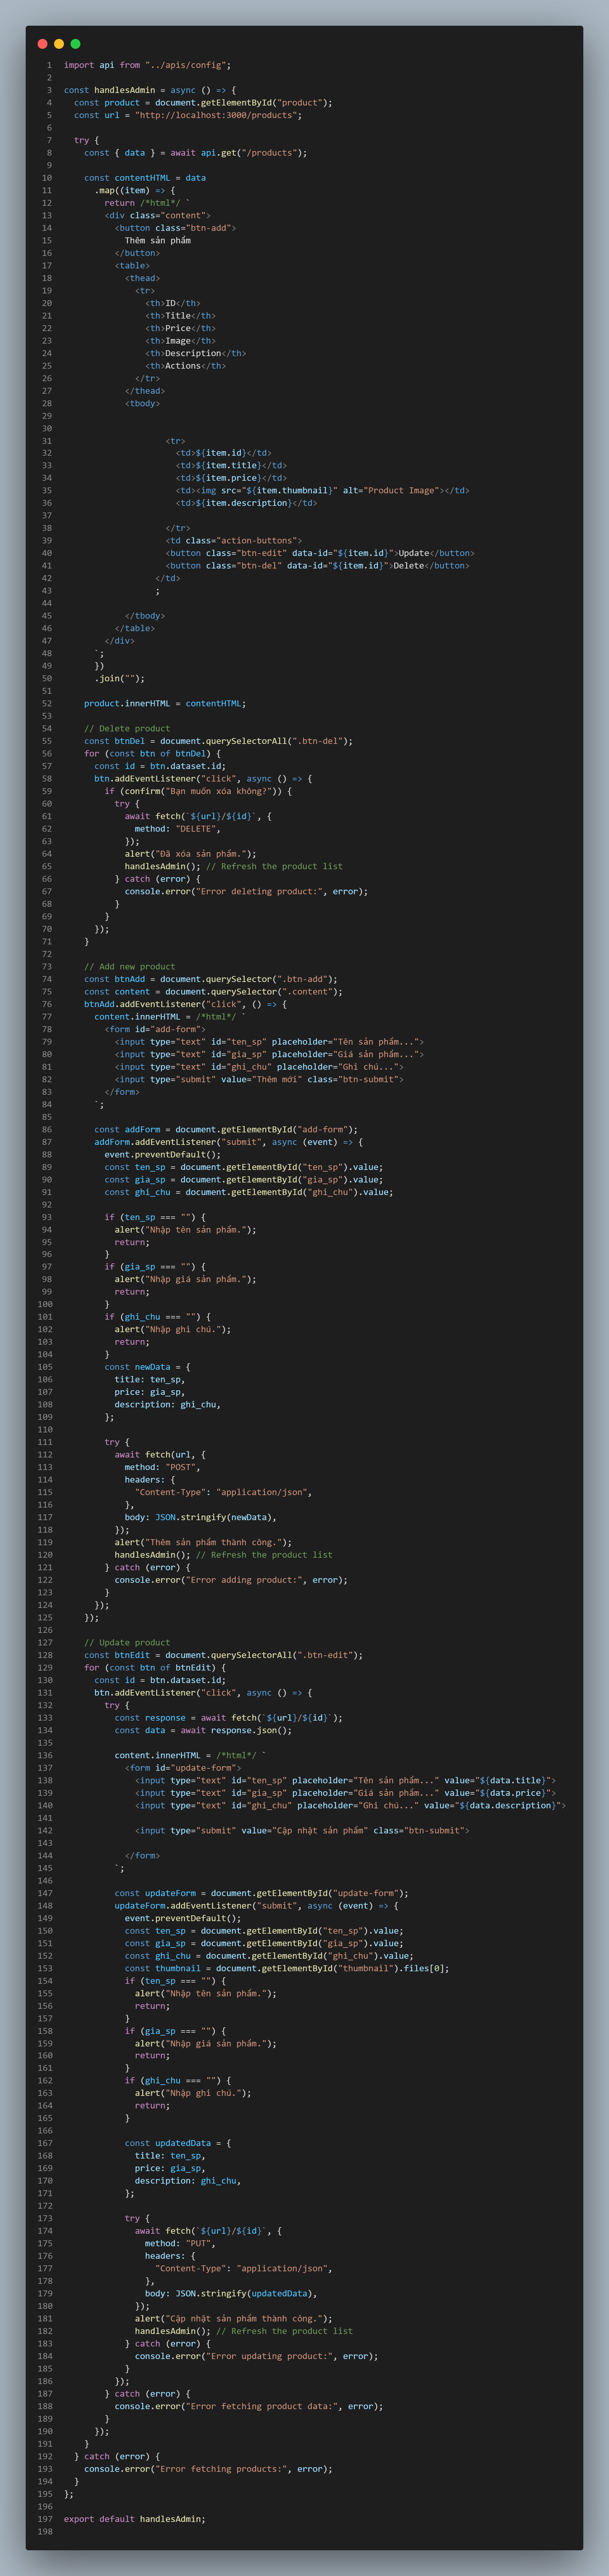 1 import api from "../apis/config";
2
3 const handlesAdmin = async () => {
4   const product = document.getElementById("product");
5   const url = "http://localhost:3000/products";
6
7   try {
8     const { data } = await api.get("/products");
9
10     const contentHTML = data
11       .map((item) => {
12         return /*html*/ `
13         <div class="content">
14           <button class="btn-add">
15             Thêm sản phẩm
16           </button>
17           <table>
18             <thead>
19               <tr>
20                 <th>ID</th>
21                 <th>Title</th>
22                 <th>Price</th>
23                 <th>Image</th>
24                 <th>Description</th>
25                 <th>Actions</th>
26               </tr>
27             </thead>
28             <tbody>
29
30
31                     <tr>
32                       <td>${item.id}</td>
33                       <td>${item.title}</td>
34                       <td>${item.price}</td>
35                       <td><img src="${item.thumbnail}" alt="Product Image"></td>
36                       <td>${item.description}</td>
37
38                     </tr>
39                     <td class="action-buttons">
40                     <button class="btn-edit" data-id="${item.id}">Update</button>
41                     <button class="btn-del" data-id="${item.id}">Delete</button>
42                   </td>
43                   ;
44
45             </tbody>
46           </table>
47         </div>
48       `;
49       })
50       .join("");
51
52     product.innerHTML = contentHTML;
53
54     // Delete product
55     const btnDel = document.querySelectorAll(".btn-del");
56     for (const btn of btnDel) {
57       const id = btn.dataset.id;
58       btn.addEventListener("click", async () => {
59         if (confirm("Bạn muốn xóa không?")) {
60           try {
61             await fetch(`${url}/${id}`, {
62               method: "DELETE",
63             });
64             alert("Đã xóa sản phẩm.");
65             handlesAdmin(); // Refresh the product list
66           } catch (error) {
67             console.error("Error deleting product:", error);
68           }
69         }
70       });
71     }
72
73     // Add new product
74     const btnAdd = document.querySelector(".btn-add");
75     const content = document.querySelector(".content");
76     btnAdd.addEventListener("click", () => {
77       content.innerHTML = /*html*/ `
78         <form id="add-form">
79           <input type="text" id="ten_sp" placeholder="Tên sản phẩm...">
80           <input type="text" id="gia_sp" placeholder="Giá sản phẩm...">
81           <input type="text" id="ghi_chu" placeholder="Ghi chú...">
82           <input type="submit" value="Thêm mới" class="btn-submit">
83         </form>
84       `;
85
86       const addForm = document.getElementById("add-form");
87       addForm.addEventListener("submit", async (event) => {
88         event.preventDefault();
89         const ten_sp = document.getElementById("ten_sp").value;
90         const gia_sp = document.getElementById("gia_sp").value;
91         const ghi_chu = document.getElementById("ghi_chu").value;
92
93         if (ten_sp === "") {
94           alert("Nhập tên sản phẩm.");
95           return;
96         }
97         if (gia_sp === "") {
98           alert("Nhập giá sản phẩm.");
99           return;
100         }
101         if (ghi_chu === "") {
102           alert("Nhập ghi chú.");
103           return;
104         }
105         const newData = {
106           title: ten_sp,
107           price: gia_sp,
108           description: ghi_chu,
109         };
110
111         try {
112           await fetch(url, {
113             method: "POST",
114             headers: {
115               "Content-Type": "application/json",
116             },
117             body: JSON.stringify(newData),
118           });
119           alert("Thêm sản phẩm thành công.");
120           handlesAdmin(); // Refresh the product list
121         } catch (error) {
122           console.error("Error adding product:", error);
123         }
124       });
125     });
126
127     // Update product
128     const btnEdit = document.querySelectorAll(".btn-edit");
129     for (const btn of btnEdit) {
130       const id = btn.dataset.id;
131       btn.addEventListener("click", async () => {
132         try {
133           const response = await fetch(`${url}/${id}`);
134           const data = await response.json();
135
136           content.innerHTML = /*html*/ `
137             <form id="update-form">
138               <input type="text" id="ten_sp" placeholder="Tên sản phẩm..." value="${data.title}">
139               <input type="text" id="gia_sp" placeholder="Giá sản phẩm..." value="${data.price}">
140               <input type="text" id="ghi_chu" placeholder="Ghi chú..." value="${data.description}">
141
142               <input type="submit" value="Cập nhật sản phẩm" class="btn-submit">
143
144             </form>
145           `;
146
147           const updateForm = document.getElementById("update-form");
148           updateForm.addEventListener("submit", async (event) => {
149             event.preventDefault();
150             const ten_sp = document.getElementById("ten_sp").value;
151             const gia_sp = document.getElementById("gia_sp").value;
152             const ghi_chu = document.getElementById("ghi_chu").value;
153             const thumbnail = document.getElementById("thumbnail").files[0];
154             if (ten_sp === "") {
155               alert("Nhập tên sản phẩm.");
156               return;
157             }
158             if (gia_sp === "") {
159               alert("Nhập giá sản phẩm.");
160               return;
161             }
162             if (ghi_chu === "") {
163               alert("Nhập ghi chú.");
164               return;
165             }
166
167             const updatedData = {
168               title: ten_sp,
169               price: gia_sp,
170               description: ghi_chu,
171             };
172
173             try {
174               await fetch(`${url}/${id}`, {
175                 method: "PUT",
176                 headers: {
177                   "Content-Type": "application/json",
178                 },
179                 body: JSON.stringify(updatedData),
180               });
181               alert("Cập nhật sản phẩm thành công.");
182               handlesAdmin(); // Refresh the product list
183             } catch (error) {
184               console.error("Error updating product:", error);
185             }
186           });
187         } catch (error) {
188           console.error("Error fetching product data:", error);
189         }
190       });
191     }
192   } catch (error) {
193     console.error("Error fetching products:", error);
194   }
195 };
196
197 export default handlesAdmin;
198